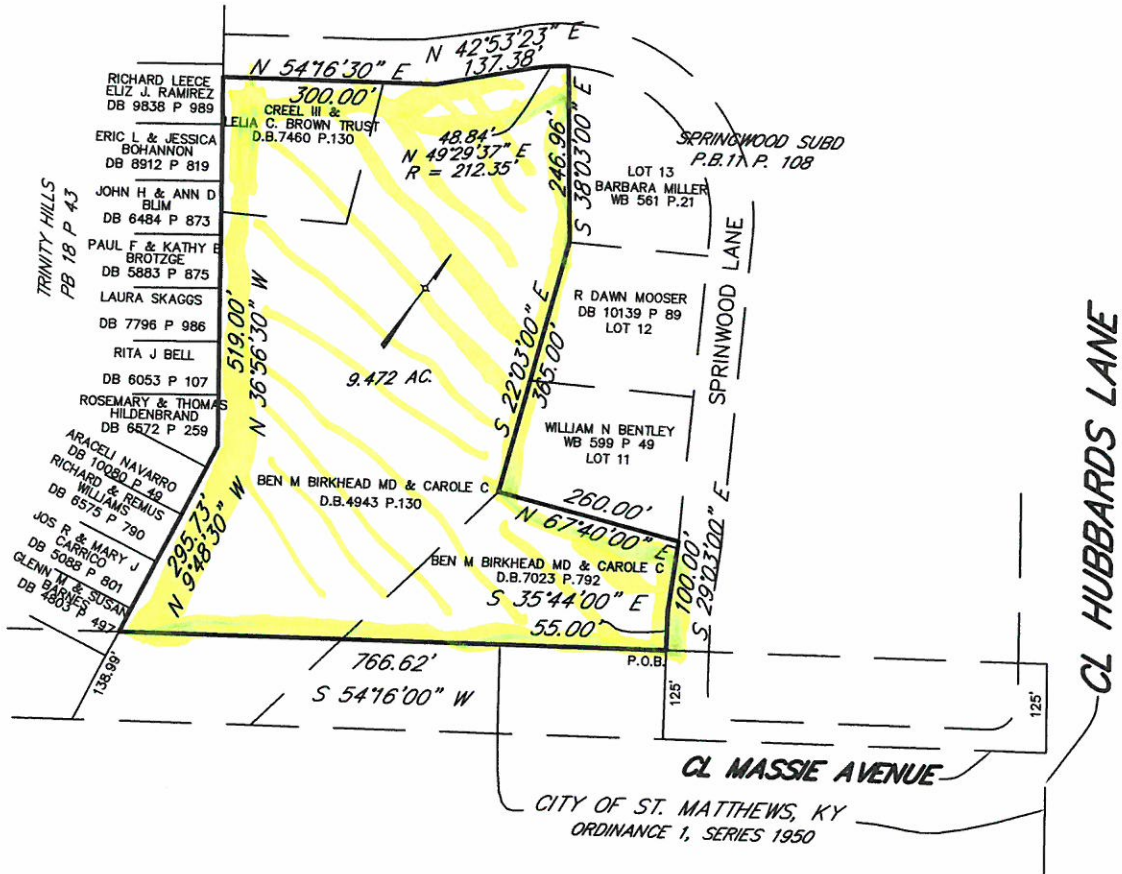 N 42°53'23" E
137.38'
N 54°16'30" E
300.00'
RICHARD LEECE
ELIZ J. RAMIREZ
DB 9838 P 989
CREEL III &
LELIA C. BROWN TRUST
D.B.7460 P.130
48.84'
N 49°29'37" E
R = 212.35'
246.96'
S 38°03'00" E
SPRINGWOOD SUBD
P.B.11 P. 108
ERIC L & JESSICA
BOHANNON
DB 8912 P 819
LOT 13
BARBARA MILLER
WB 561 P.21
JOHN H & ANN D
BLIM
DB 6484 P 873
TRINITY HILLS
PB 18 P 43
PAUL F & KATHY B
BROTZGE
DB 5883 P 875
LAURA SKAGGS
DB 7796 P 986
519.00'
N 36°56'30" W
R DAWN MOOSER
DB 10139 P 89
LOT 12
SPRINWOOD LANE
RITA J BELL
DB 6053 P 107
9.472 AC.
S 22°03'00" E
365.00'
ROSEMARY & THOMAS
HILDENBRAND
DB 6572 P 259
WILLIAM N BENTLEY
WB 599 P 49
LOT 11
CL HUBBARDS LANE
ARACELI NAVARRO
DB 10080 P 49
RICHARD & REMUS
WILLIAMS
DB 6575 P 790
JOS R & MARY J
CARRICO
DB 5088 P 801
GLENN M & SUSAN
BARNES
DB 4803 P 497
295.73'
N 9°48'30" W
BEN M BIRKHEAD MD & CAROLE C
D.B.4943 P.130
260.00'
N 67°40'00" E
BEN M BIRKHEAD MD & CAROLE C
D.B.7023 P.792
S 35°44'00" E
55.00'
100.00'
S 29°03'00" E
138.99'
766.62'
S 54°16'00" W
P.O.B.
125'
125'
CL MASSIE AVENUE
CITY OF ST. MATTHEWS, KY
ORDINANCE 1, SERIES 1950